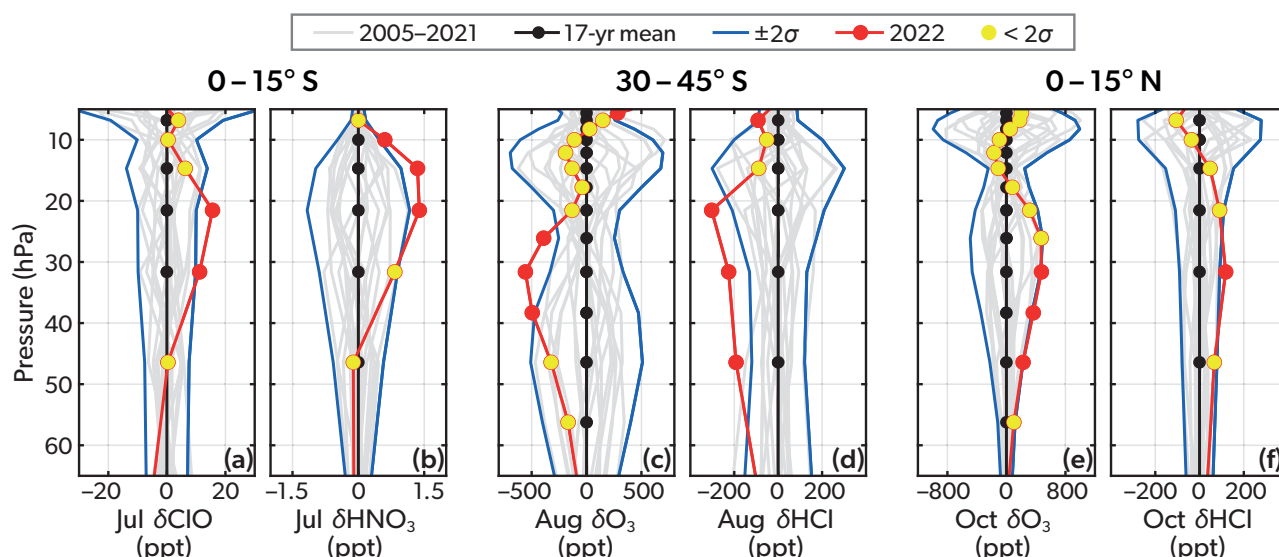 2005–2021 17-yr mean ±2σ 2022 < 2σ
0–15° S 30–45° S 0–15° N
Pressure (hPa)
10
20
30
40
50
60
(a) (b) (c) (d) (e) (f)
−20 0 20 −1.5 0 1.5 −500 0 500 −200 0 200 400 −800 0 800 −200 0 200 400
Jul δClO Jul δHNO₃ Aug δO₃ Aug δHCl Oct δO₃ Oct δHCl
(ppt) (ppt) (ppt) (ppt) (ppt) (ppt)